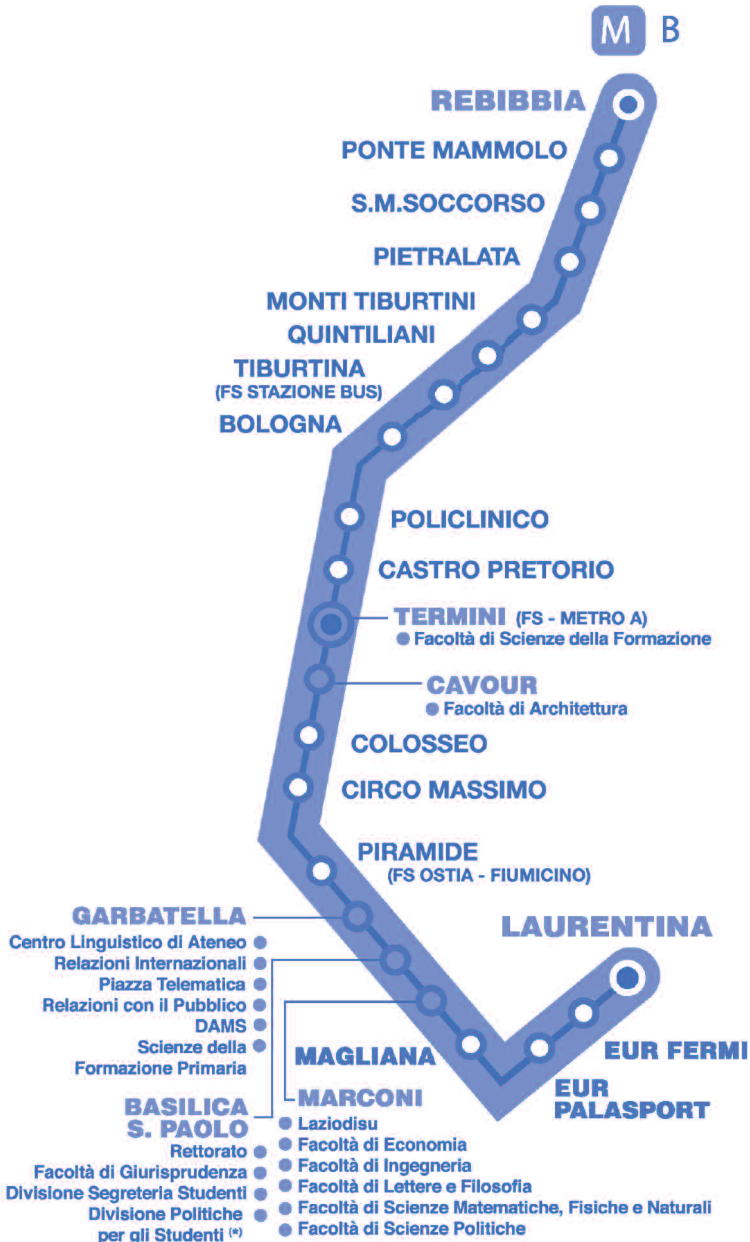 M B
REBIBBIA
PONTE MAMMOLO
S.M.SOCCORSO
PIETRALATA
MONTI TIBURTINI
QUINTILIANI
TIBURTINA
(FS STAZIONE BUS)
BOLOGNA
POLICLINICO
CASTRO PRETORIO
TERMINI (FS - METRO A)
Facoltà di Scienze della Formazione
CAVOUR
Facoltà di Architettura
COLOSSEO
CIRCO MASSIMO
PIRAMIDE
(FS OSTIA - FIUMICINO)
GARBATELLA
Centro Linguistico di Ateneo
Relazioni Internazionali
Piazza Telematica
Relazioni con il Pubblico
DAMS
Scienze della
Formazione Primaria
BASILICA
S. PAOLO
Rettorato
Facoltà di Giurisprudenza
Divisione Segreteria Studenti
Divisione Politiche
per gli Studenti (*)
MARCONI
Laziodisu
Facoltà di Economia
Facoltà di Ingegneria
Facoltà di Lettere e Filosofia
Facoltà di Scienze Matematiche, Fisiche e Naturali
Facoltà di Scienze Politiche
MAGLIANA
EUR
PALASPORT
EUR FERMI
LAURENTINA